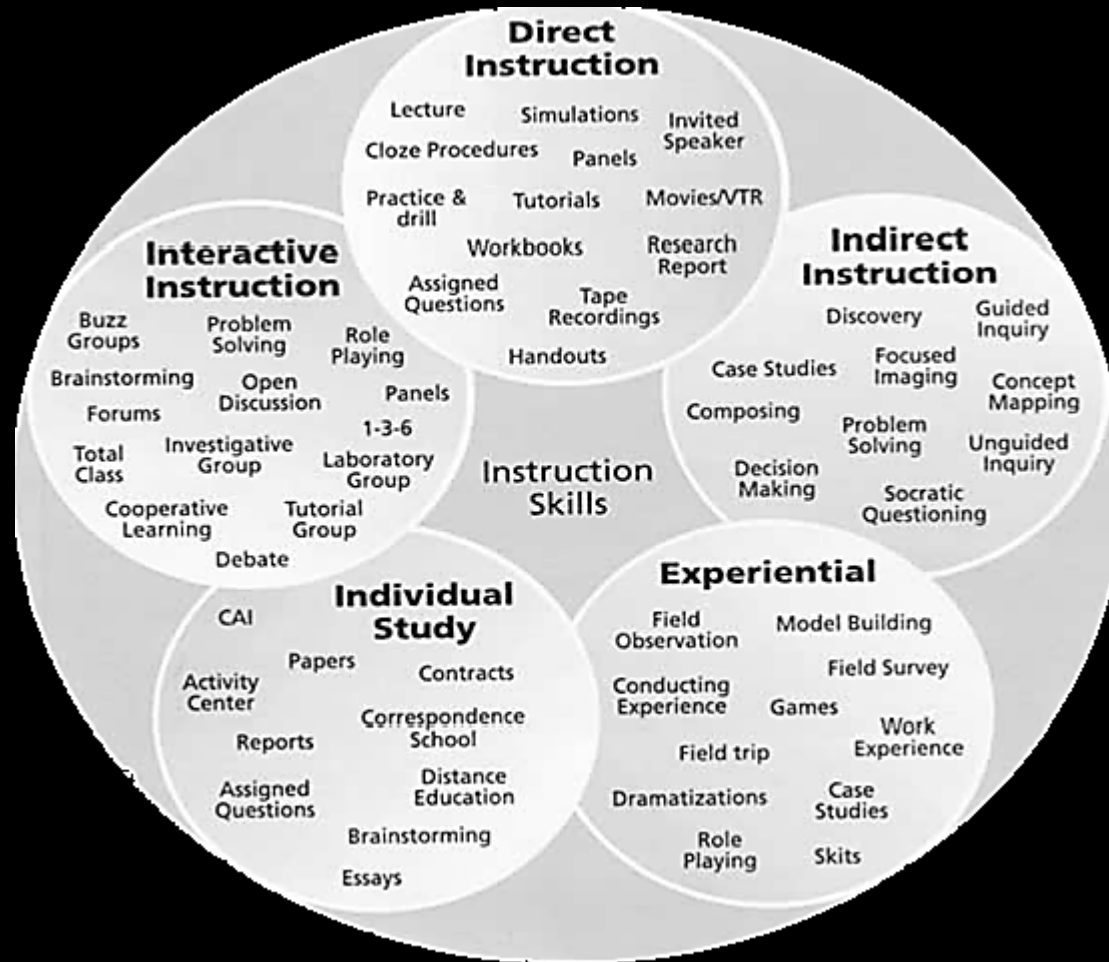 Direct
Instruction
Lecture
Simulations
Invited
Speaker
Cloze Procedures
Panels
Practice &
drill
Tutorials
Movies/VTR
Workbooks
Research
Report
Assigned
Questions
Tape
Recordings
Handouts
Interactive
Instruction
Buzz
Groups
Problem
Solving
Role
Playing
Brainstorming
Open
Discussion
Panels
Forums
1-3-6
Total
Class
Investigative
Group
Laboratory
Group
Cooperative
Learning
Tutorial
Group
Debate
Indirect
Instruction
Discovery
Guided
Inquiry
Case Studies
Focused
Imaging
Concept
Mapping
Composing
Problem
Solving
Unguided
Inquiry
Decision
Making
Socratic
Questioning
Instruction
Skills
Individual
Study
CAI
Papers
Contracts
Activity
Center
Correspondence
School
Reports
Distance
Education
Assigned
Questions
Brainstorming
Essays
Experiential
Field
Observation
Model Building
Field Survey
Conducting
Experience
Games
Work
Experience
Field trip
Dramatizations
Case
Studies
Role
Playing
Skits